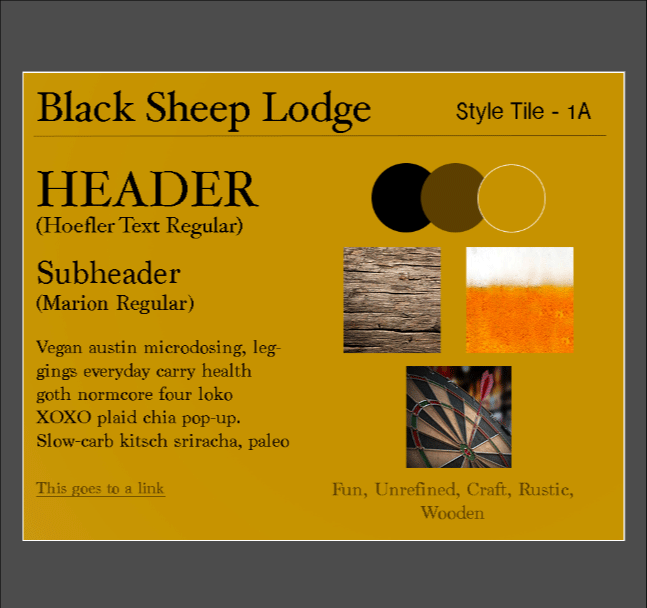 Black Sheep Lodge
Style Tile - 1A
HEADER
(Hoefler Text Regular)
Subheader
(Marion Regular)
Vegan austin microdosing, leg-
gings everyday carry health
goth normcore four loko
XOXO plaid chia pop-up.
Slow-carb kitsch sriracha, paleo
This goes to a link
Fun, Unrefined, Craft, Rustic,
Wooden